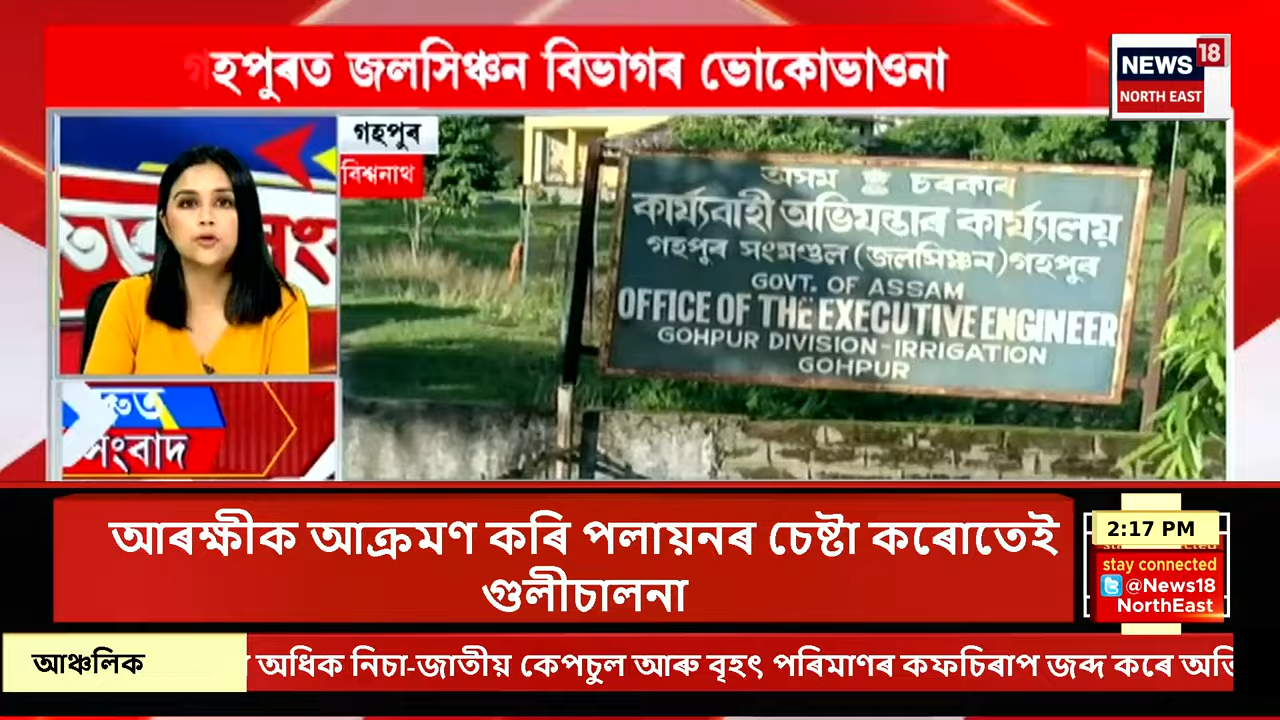 গহপুৰত জলসিঞ্চন বিভাগৰ ভোকোভাওনা
NEWS 18
NORTH EAST
গহপুৰ
বিশ্বনাথ
অসম চৰকাৰ
কাৰ্য্যবাহী অভিযন্তাৰ কাৰ্য্যালয়
গহপুৰ সংমণ্ডল (জলসিঞ্চন) গহপুৰ
GOVT. OF ASSAM
OFFICE OF THE EXECUTIVE ENGINEER
GOHPUR DIVISION-IRRIGATION
GOHPUR
সংবাদ
আৰক্ষীক আক্ৰমণ কৰি পলায়নৰ চেষ্টা কৰোতেই
গুলীচালনা
2:17 PM
stay connected
@News18
NorthEast
আঞ্চলিক
অধিক নিচা-জাতীয় কেপচুল আৰু বৃহৎ পৰিমাণৰ কফচিৰাপ জব্দ কৰে